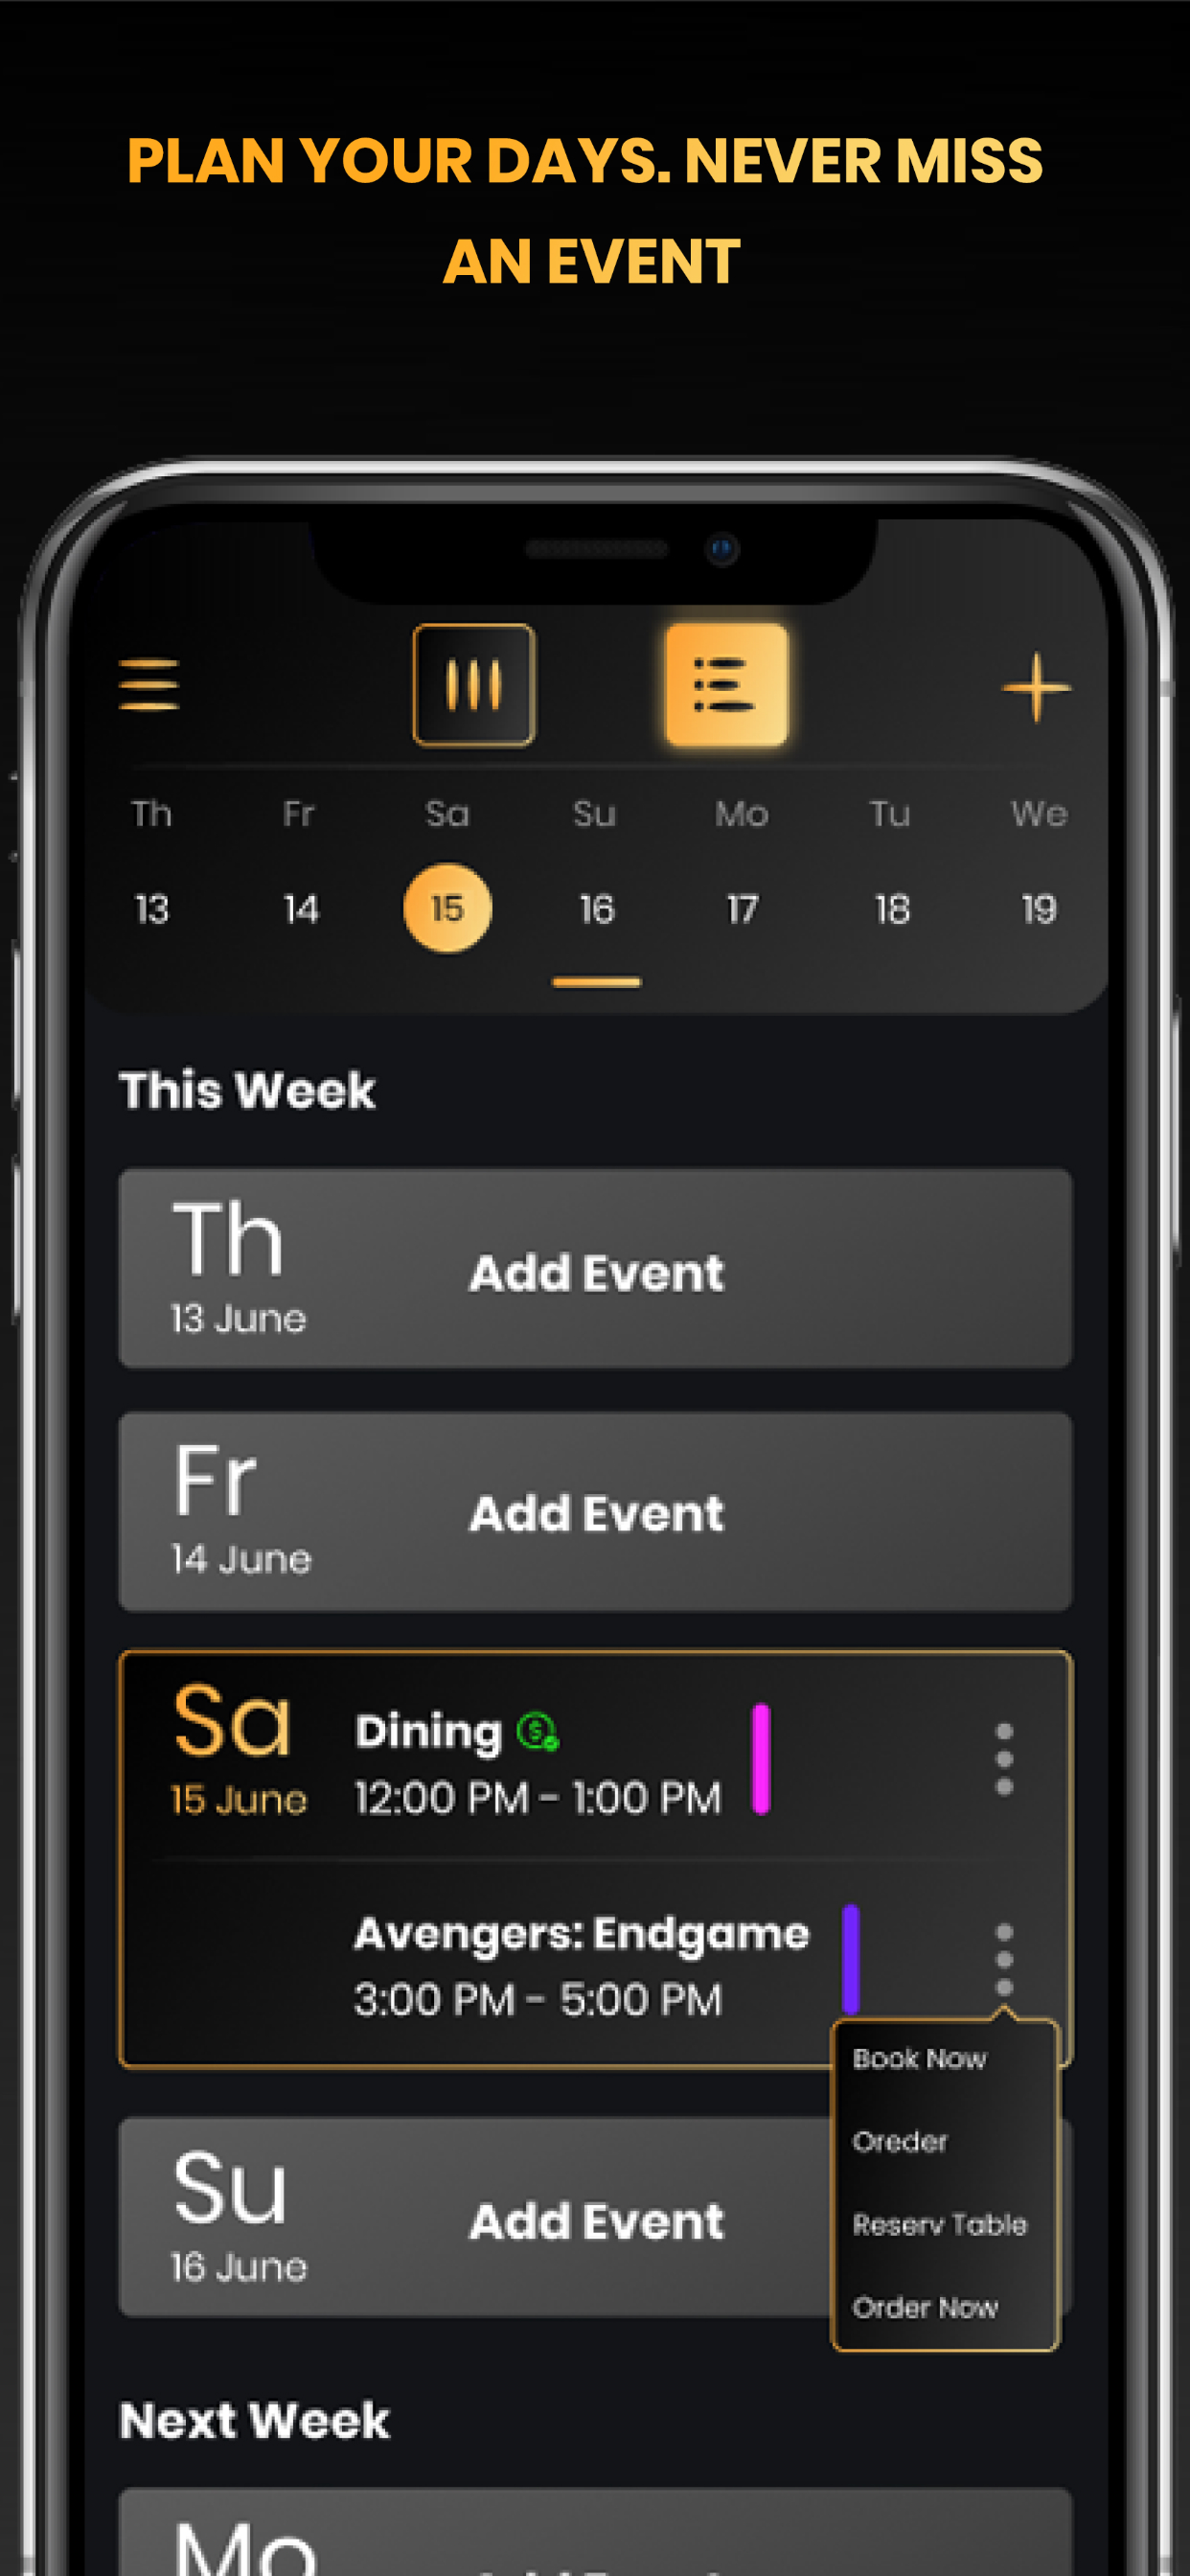 PLAN YOUR DAYS. NEVER MISS
AN EVENT
Th Fr Sa Su Mo Tu We
13 14 15 16 17 18 19
This Week
Th
13 June
Add Event
Fr
14 June
Add Event
Sa
15 June
Dining
12:00 PM - 1:00 PM
Avengers: Endgame
3:00 PM - 5:00 PM
Book Now
Oreder
Reserv Table
Order Now
Su
16 June
Add Event
Next Week
Mo